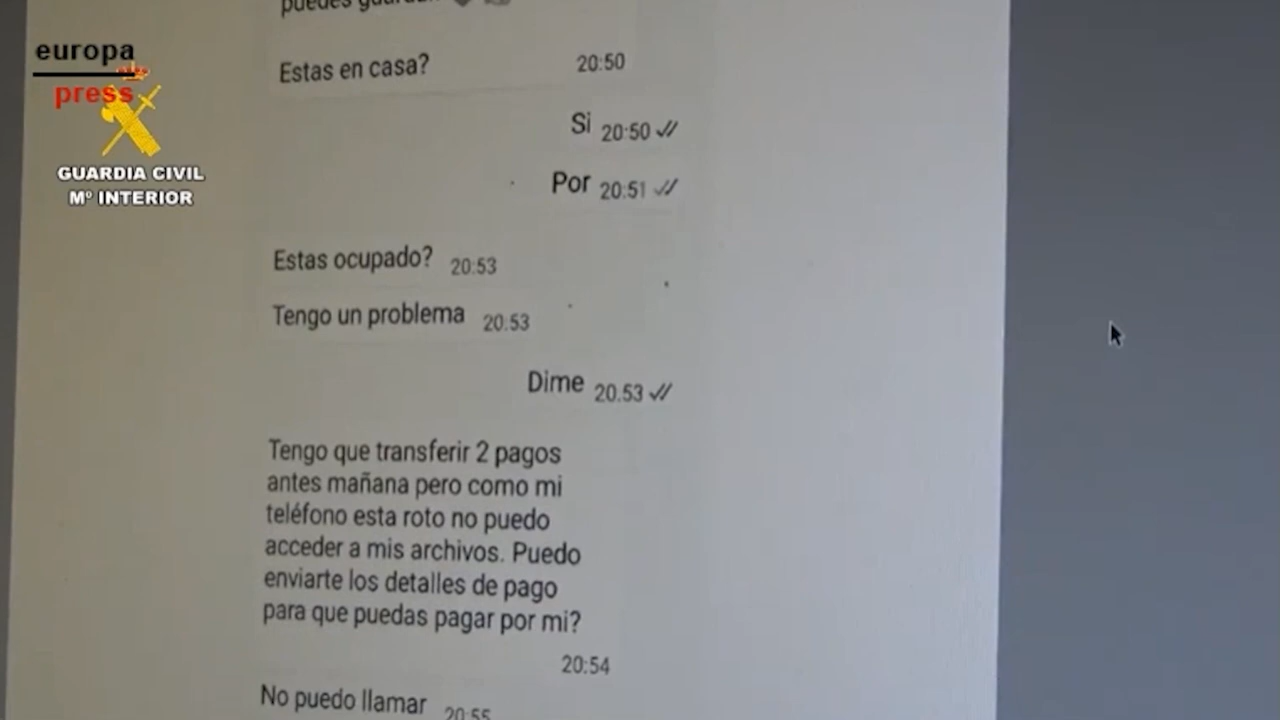 europa
press
GUARDIA CIVIL
Mº INTERIOR
puedes
Estas en casa? 20:50
Si 20:50
Por 20:51
Estas ocupado? 20:53
Tengo un problema 20:53
Dime 20:53
Tengo que transferir 2 pagos
antes mañana pero como mi
teléfono esta roto no puedo
acceder a mis archivos. Puedo
enviarte los detalles de pago
para que puedas pagar por mi?
20:54
No puedo llamar 20:55